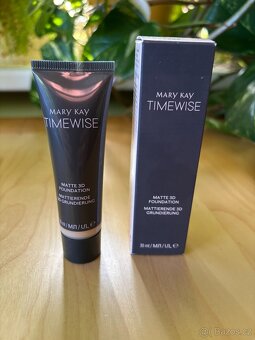 MARY KAY
TIMEWISE
MATTE 3D
FOUNDATION
MATTIERENDE 3D
GRUNDIERUNG
MARY KAY
TIMEWISE
MATTE 3D
FOUNDATION
MATTIERENDE 3D
GRUNDIERUNG